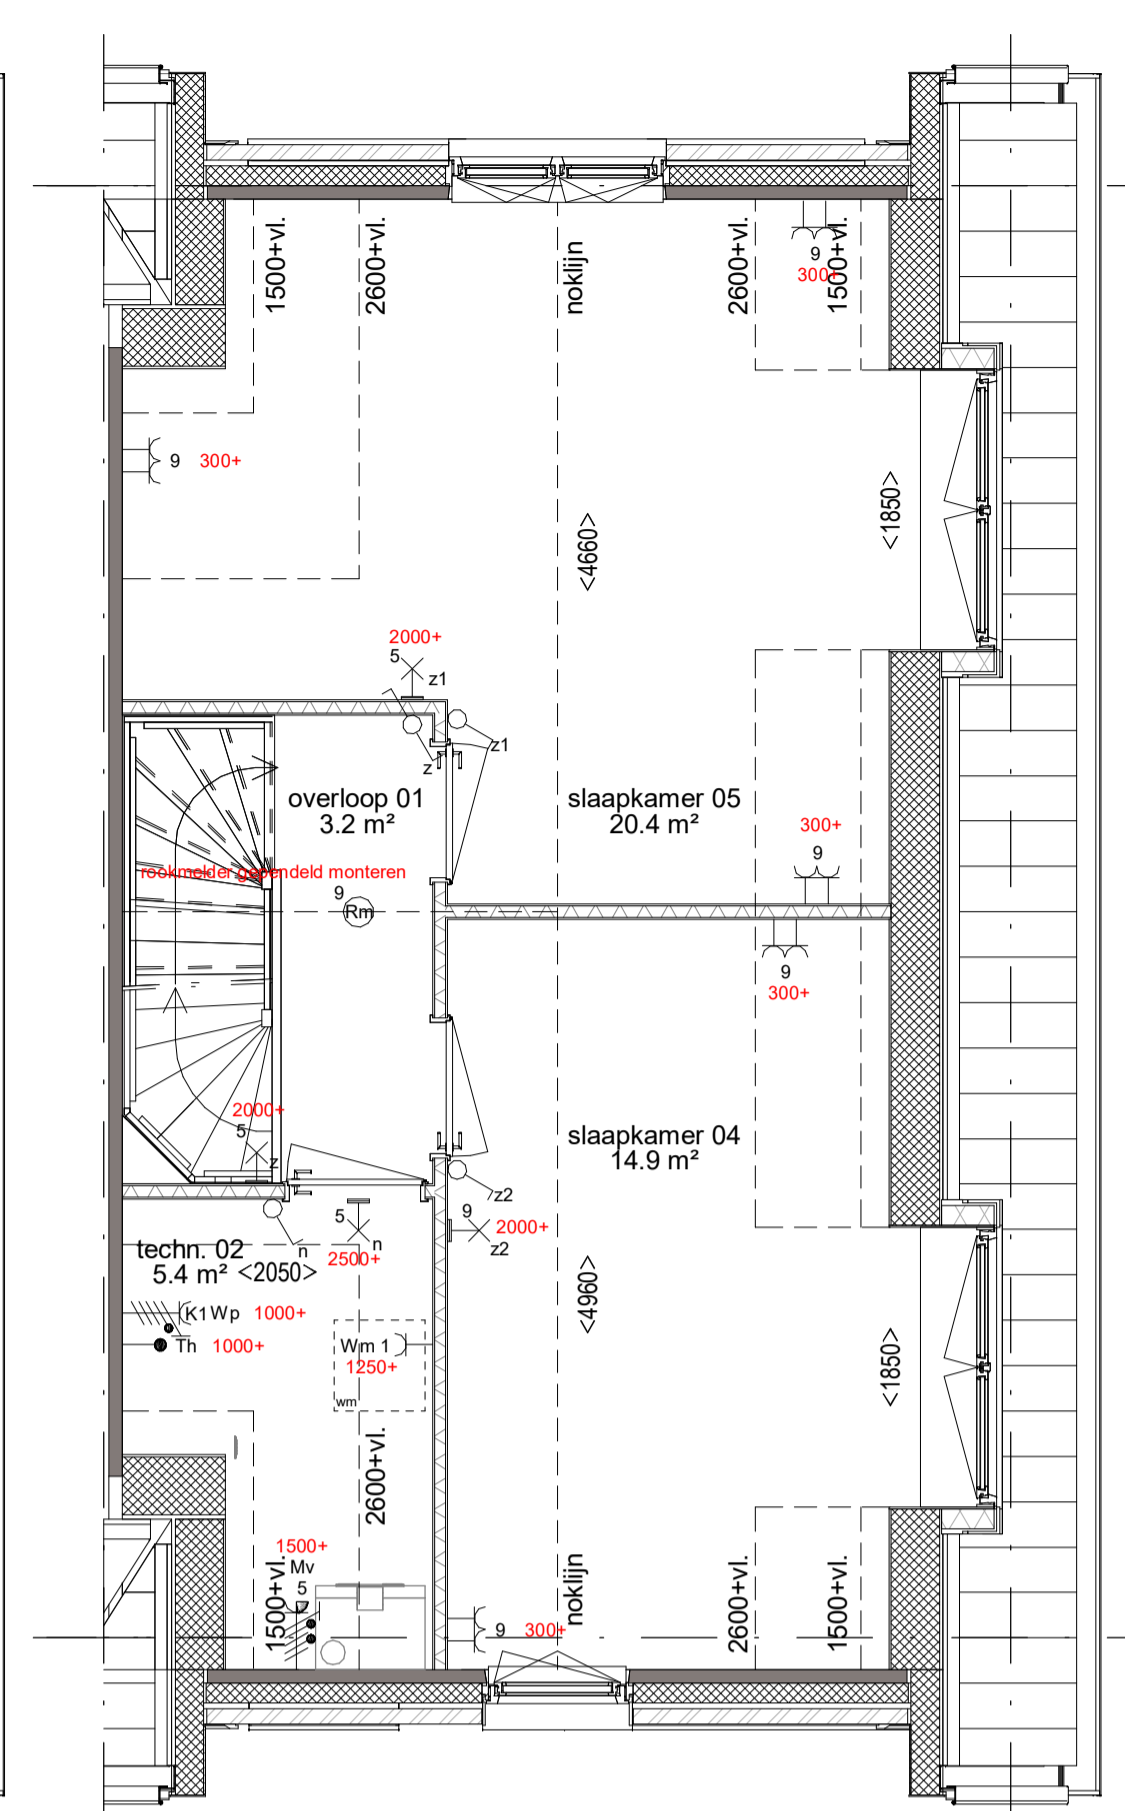 1500+vl.
2600+vl.
noklijn
2600+vl.
1500+vl.
9
300+
9 300+
<4660>
<1850>
2000+
5
z1
z1
z
overloop 01
3.2 m²
slaapkamer 05
20.4 m²
300+
9
rookmelder gependeld monteren
9
Rm
9
300+
2000+
5
z
slaapkamer 04
14.9 m²
z2
9
2000+
z2
5
n
n
2500+
techn. 02
5.4 m² <2050>
<4960>
K1 Wp 1000+
Th 1000+
Wm 1
1250+
wm
<1850>
2600+vl.
1500+
Mv
5
1500+vl.
noklijn
2600+vl.
1500+vl.
9 300+